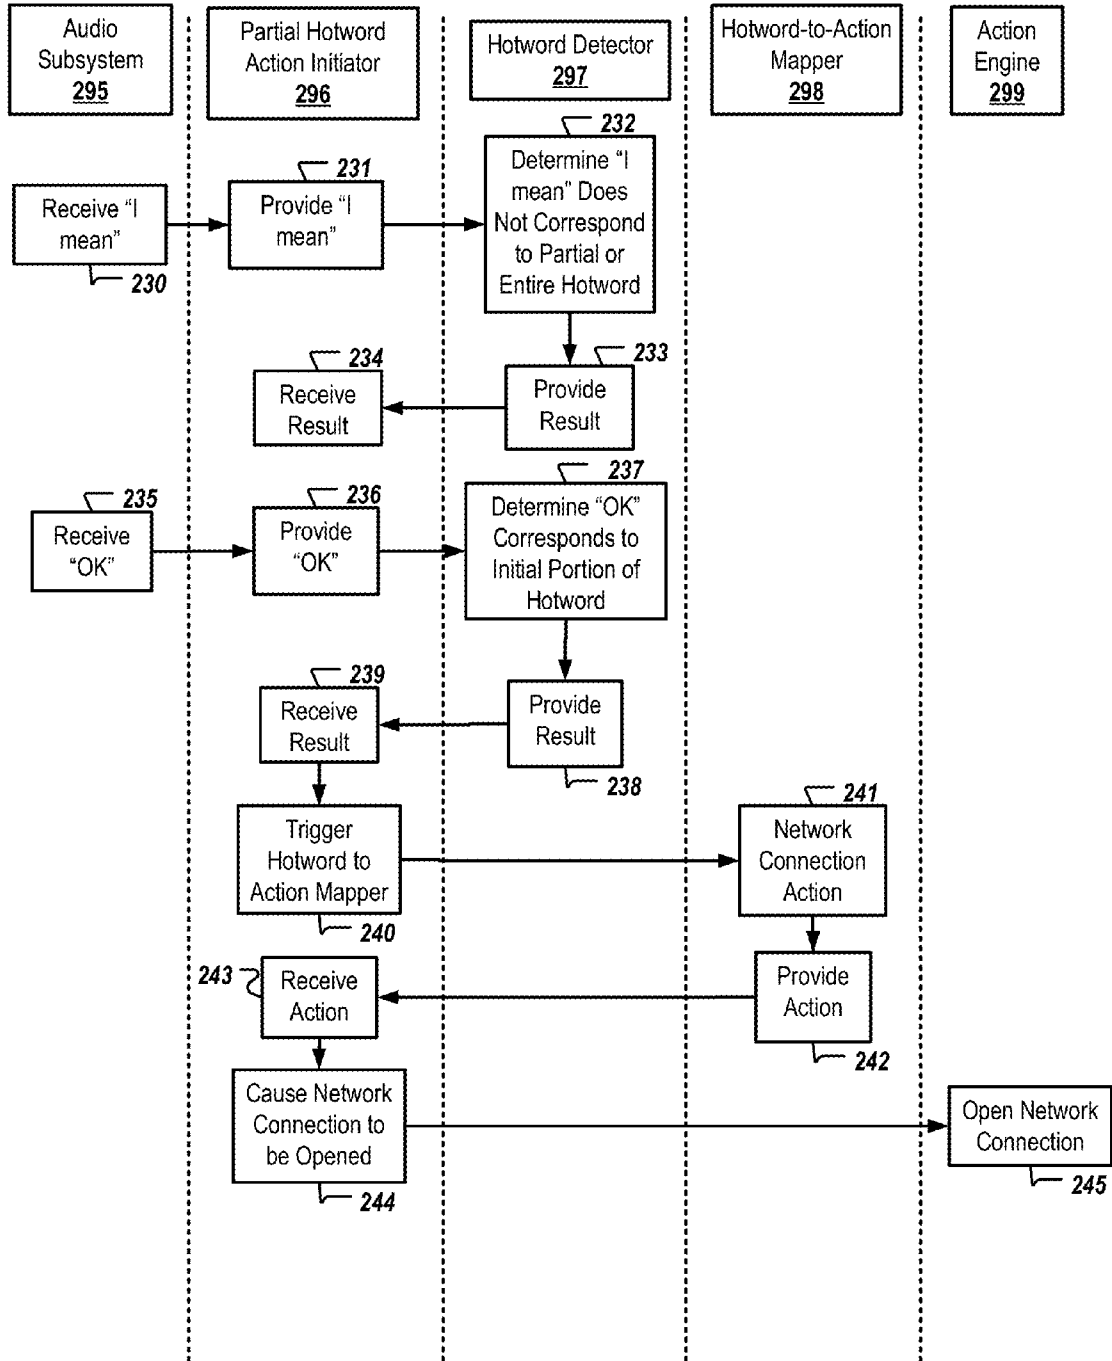 Audio
Subsystem
295
Partial Hotword
Action Initiator
296
Hotword Detector
297
Hotword-to-Action
Mapper
298
Action
Engine
299
Receive “I
mean”
230
231
Provide “I
mean”
232
Determine “I
mean” Does
Not Correspond
to Partial or
Entire Hotword
233
Provide
Result
234
Receive
Result
235
Receive
“OK”
236
Provide
“OK”
237
Determine “OK”
Corresponds to
Initial Portion of
Hotword
Provide
Result
238
239
Receive
Result
Trigger
Hotword to
Action Mapper
240
241
Network
Connection
Action
Provide
Action
242
243
Receive
Action
Cause Network
Connection to
be Opened
244
Open Network
Connection
245